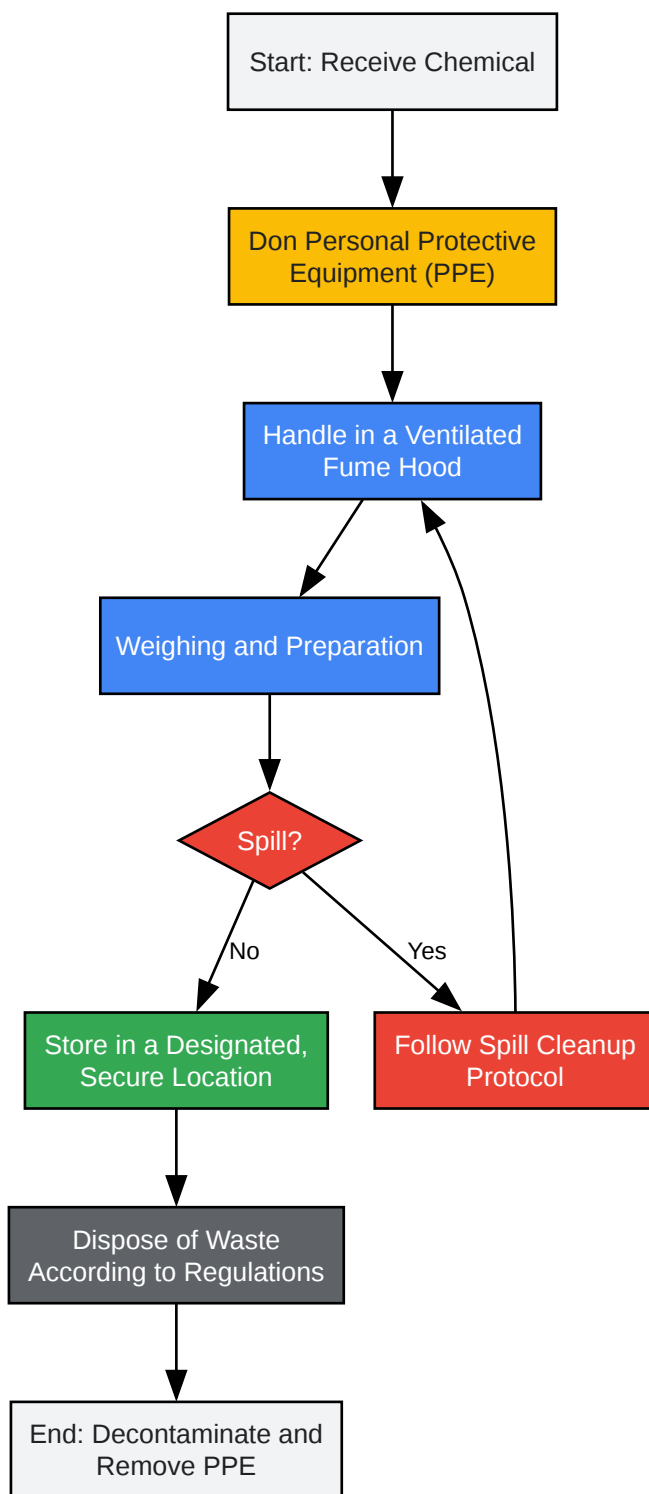 Start: Receive Chemical
Don Personal Protective
Equipment (PPE)
Handle in a Ventilated
Fume Hood
Weighing and Preparation
Spill?
No
Yes
Store in a Designated,
Secure Location
Follow Spill Cleanup
Protocol
Dispose of Waste
According to Regulations
End: Decontaminate and
Remove PPE